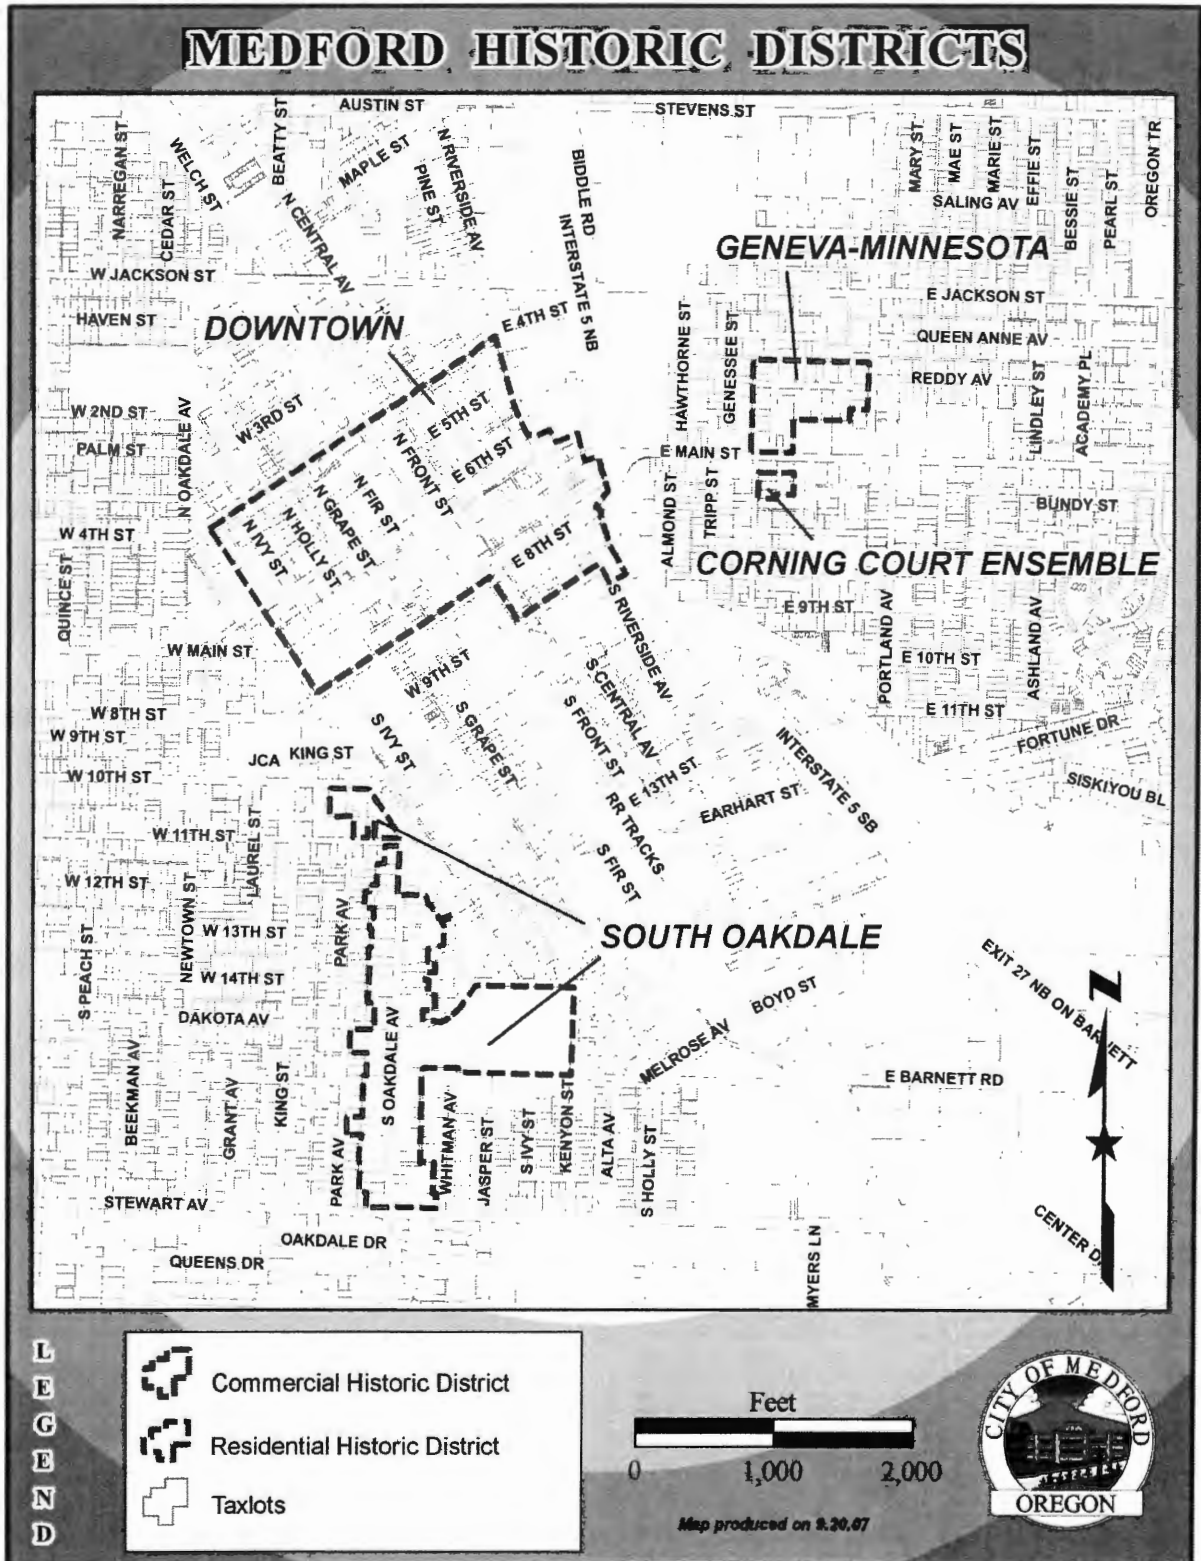 MEDFORD HISTORIC DISTRICTS
AUSTIN ST
STEVENS ST
BEATTY ST
NARREGAN ST
WELCH ST
CEDAR ST
MAPLE ST
PINE ST
N RIVERSIDE AV
N CENTRAL AV
BIDDLE RD
INTERSTATE 5 NB
MARY ST
MAE ST
MARIE ST
EFFIE ST
BESSIE ST
PEARL ST
OREGON TR
SALING AV
GENEVA-MINNESOTA
W JACKSON ST
E JACKSON ST
HAVEN ST
DOWNTOWN
E 4TH ST
HAWTHORNE ST
GENESSEE ST
QUEEN ANNE AV
REDDY AV
LINDLEY ST
ACADEMY PL
W 2ND ST
PALM ST
N OAKDALE AV
W 3RD ST
E 5TH ST
N FRONT ST
E 6TH ST
E MAIN ST
ALMOND ST
TRIPP ST
BUNDY ST
N FIR ST
N GRAPE ST
N HOLLY ST
N IVY ST
W 4TH ST
QUINCE ST
E 8TH ST
CORNING COURT ENSEMBLE
E 9TH ST
PORTLAND AV
ASHLAND AV
E 10TH ST
E 11TH ST
FORTUNE DR
SISKIYOU BL
W MAIN ST
W 9TH ST
S RIVERSIDE AV
S CENTRAL AV
S FRONT ST
S GRAPE ST
S IVY ST
W 8TH ST
W 9TH ST
W 10TH ST
JCA
KING ST
E 13TH ST
RR TRACKS
EARHART ST
INTERSTATE 5 SB
S FIR ST
W 11TH ST
LAUREL ST
W 12TH ST
NEWTOWN ST
W 13TH ST
PARK AV
S PEACH ST
W 14TH ST
DAKOTA AV
SOUTH OAKDALE
EXIT 27 NB ON BARNETT
BOYD ST
MELROSE AV
E BARNETT RD
S OAKDALE AV
BEEKMAN AV
GRANT AV
KING ST
PARK AV
WHITMAN AV
JASPER ST
S IVY ST
KENYON ST
ALTA AV
S HOLLY ST
STEWART AV
OAKDALE DR
QUEENS DR
MYERS LN
CENTER D
N
LEGEND
Commercial Historic District
Residential Historic District
Taxlots
Feet
0 1,000 2,000
Map produced on 9.20.07
CITY OF MEDFORD
OREGON